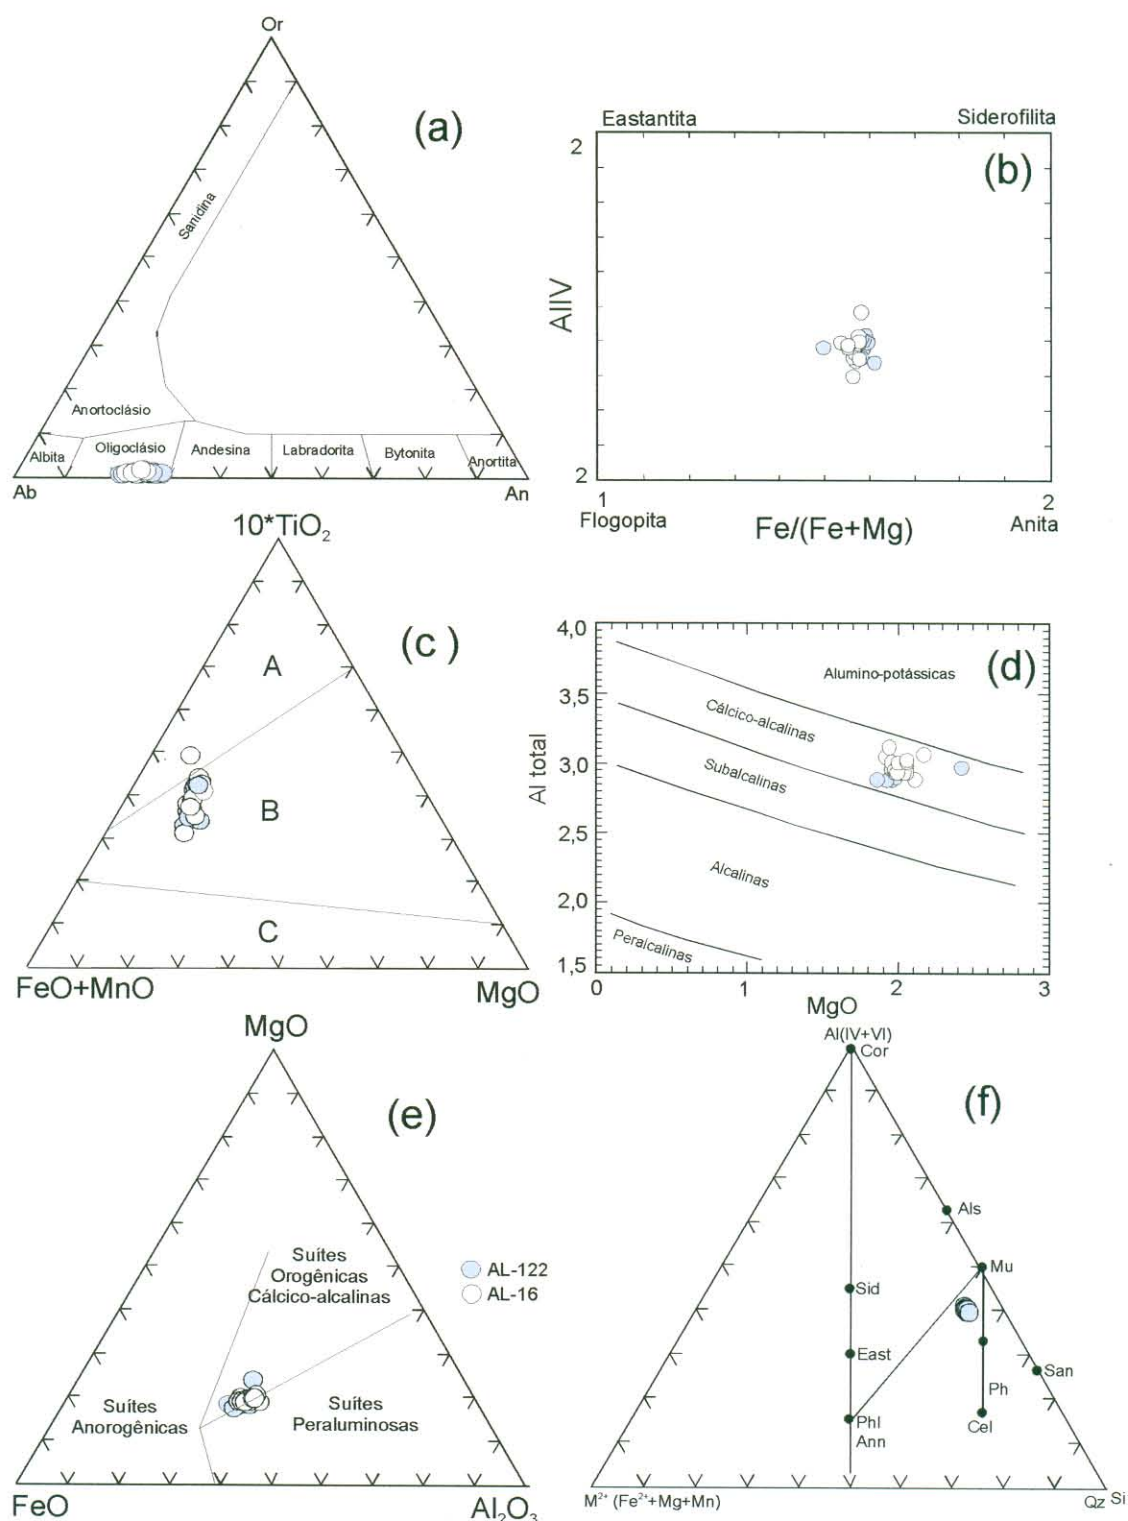 Or
(a)
Sanidina
Anortoclásio
Albita
Oligoclásio
Andesina
Labradorita
Bytonita
Anortita
Ab
An
Eastantita
Siderofilita
2
(b)
AlIV
2
1
2
Flogopita
Fe/(Fe+Mg)
Anita
10*TiO₂
(c )
A
B
C
FeO+MnO
MgO
4,0
(d)
Alumino-potássicas
3,5
Cálcico-alcalinas
Al total
3,0
Subalcalinas
2,5
Alcalinas
2,0
Peralcalinas
1,5
0
1
2
3
MgO
MgO
(e)
Suítes
Orogênicas
Cálcico-alcalinas
AL-122
AL-16
Suítes
Anorogênicas
Suítes
Peraluminosas
FeO
Al₂O₃
Al(IV+VI)
Cor
(f)
Als
Mu
Sid
East
San
Ph
Phl
Ann
Cel
M²⁺ (Fe²⁺+Mg+Mn)
Qz Si